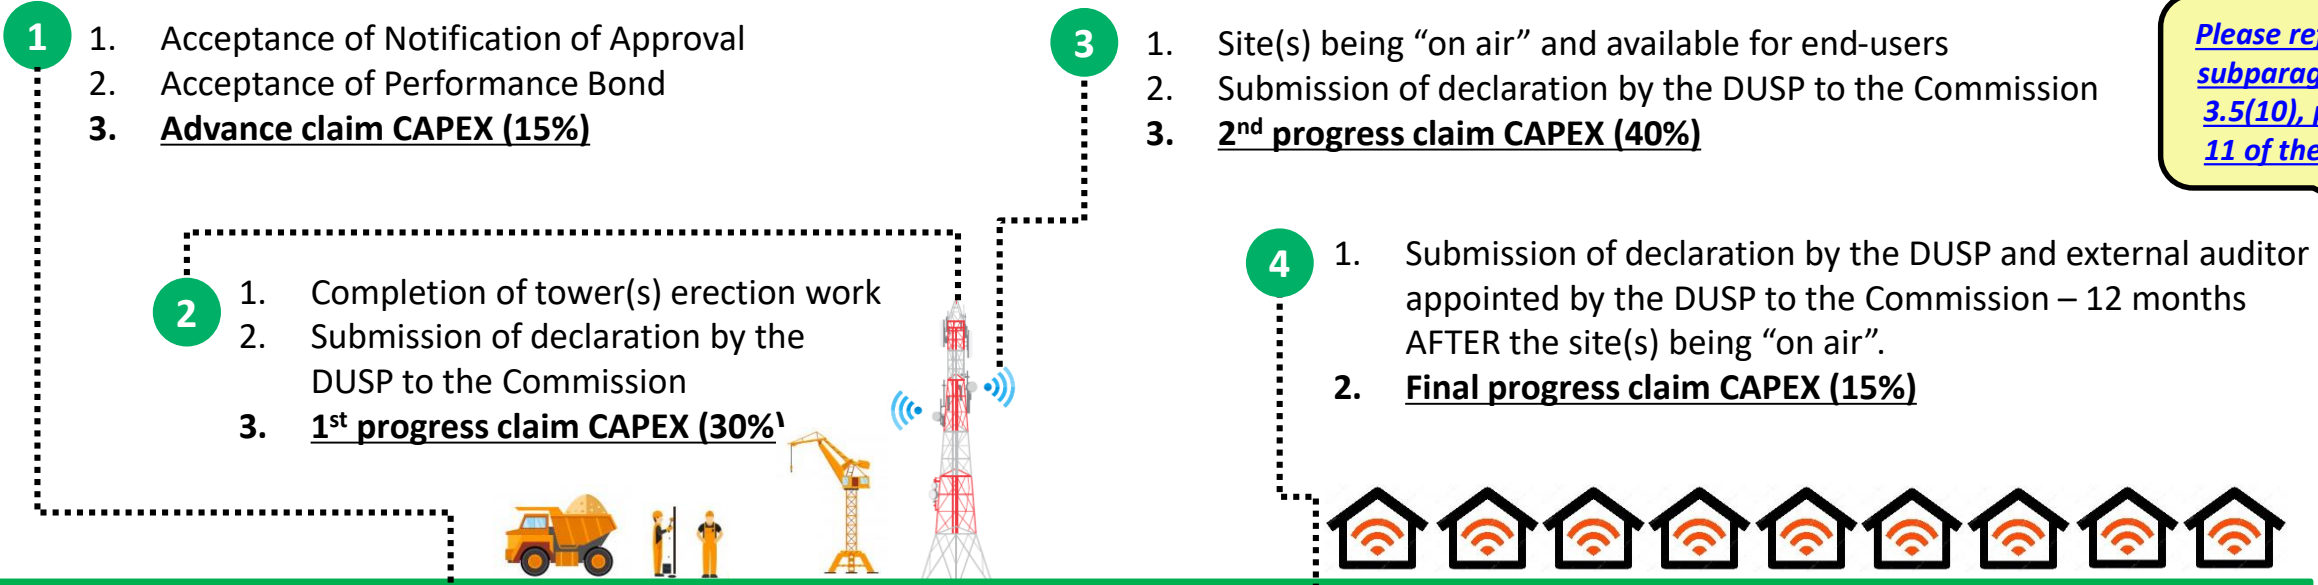 1
1. Acceptance of Notification of Approval
2. Acceptance of Performance Bond
3. Advance claim CAPEX (15%)
2
1. Completion of tower(s) erection work
2. Submission of declaration by the
DUSP to the Commission
3. 1st progress claim CAPEX (30%)
3
1. Site(s) being “on air” and available for end-users
2. Submission of declaration by the DUSP to the Commission
3. 2nd progress claim CAPEX (40%)
Please
subparag
3.5(10),
11 of the
4
1. Submission of declaration by the DUSP and external auditor
appointed by the DUSP to the Commission – 12 months
AFTER the site(s) being “on air”.
2. Final progress claim CAPEX (15%)